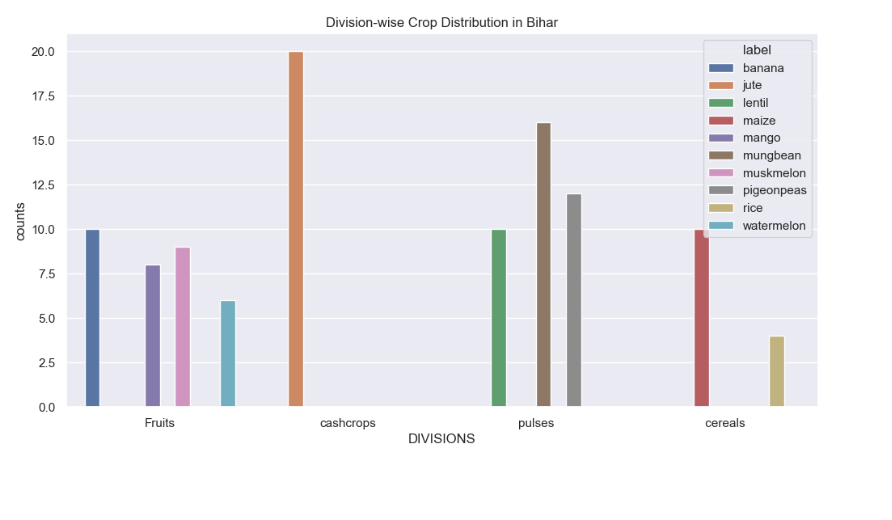 Division-wise Crop Distribution in Bihar
20.0
17.5
15.0
12.5
10.0
7.5
5.0
2.5
0.0
counts
label
banana
jute
lentil
maize
mango
mungbean
muskmelon
pigeonpeas
rice
watermelon
Fruits cashcrops pulses cereals
DIVISIONS